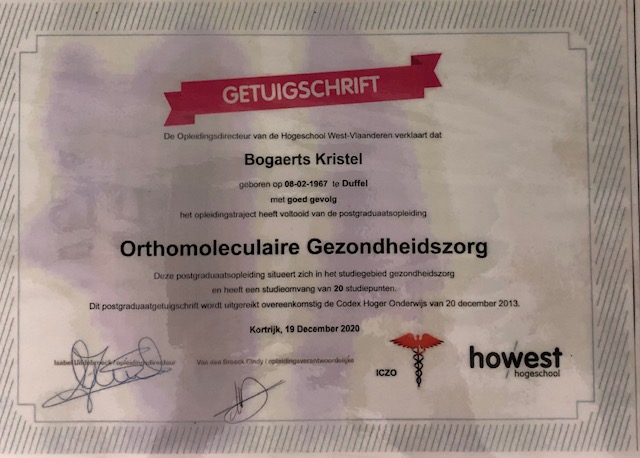 GETUIGSCHRIFT
De Opleidingsdirecteur van de Hogeschool West-Vlaanderen verklaart dat
Bogaerts Kristel
geboren op 08-02-1967 te Duffel
met goed gevolg
het opleidingstraject heeft voltooid van de postgraduaatsopleiding
Orthomoleculaire Gezondheidszorg
Deze postgraduaatsopleiding situeert zich in het studiegebied gezondheidszorg
en heeft een studieomvang van 20 studiepunten.
Dit postgraduaatgetuigschrift wordt uitgereikt overeenkomstig de Codex Hoger Onderwijs van 20 december 2013.
Kortrijk, 19 December 2020
Isabel / opleidingsdirecteur
Van den Broeck Cindy / opleidingsverantwoordelijke
ICZO
howest
hogeschool